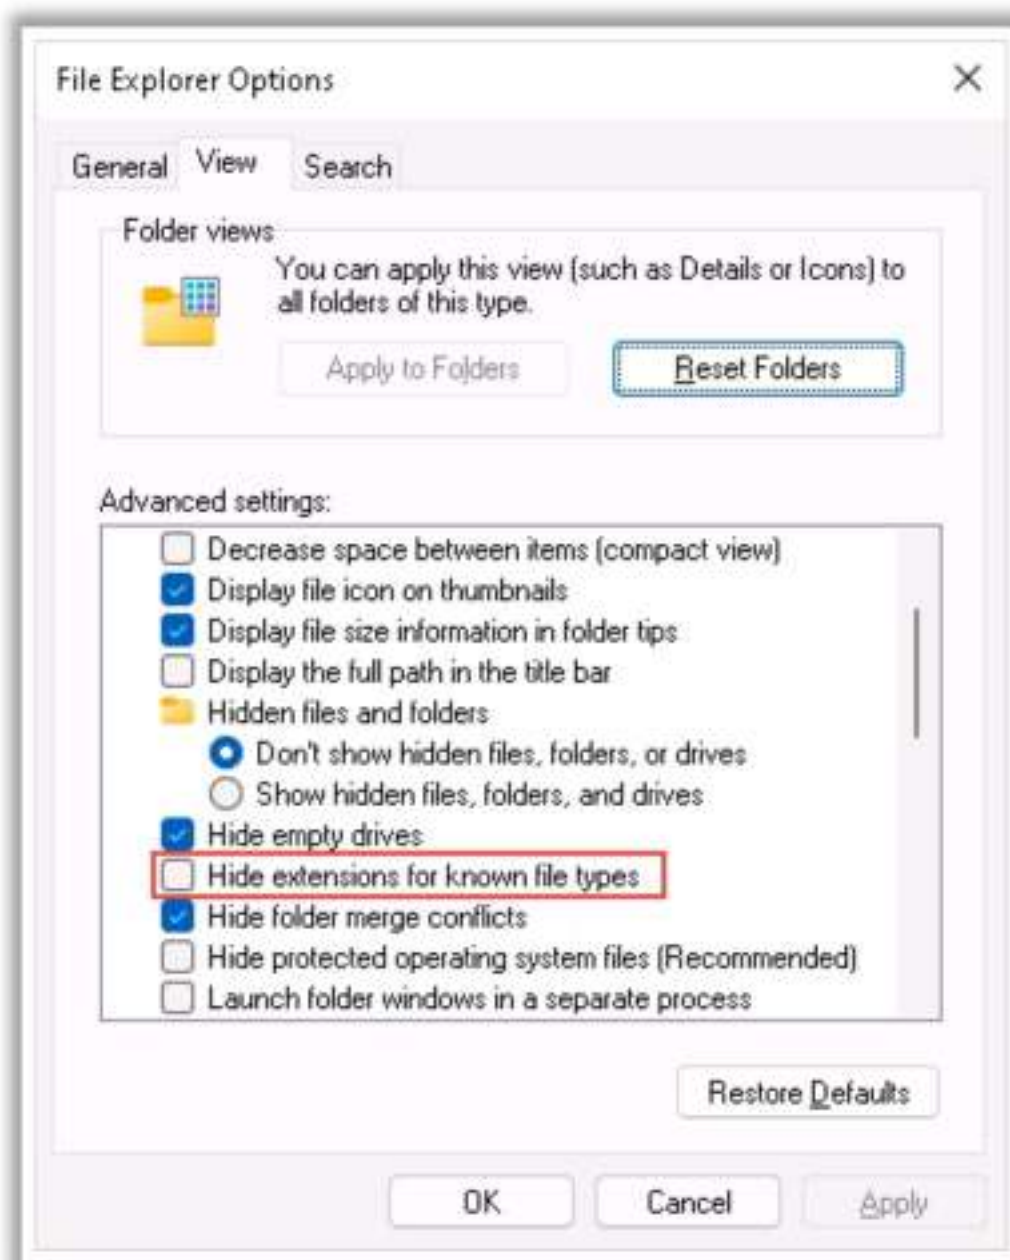 File Explorer Options
General View Search
Folder views
You can apply this view (such as Details or Icons) to
all folders of this type.
Apply to Folders Reset Folders
Advanced settings:
Decrease space between items (compact view)
Display file icon on thumbnails
Display file size information in folder tips
Display the full path in the title bar
Hidden files and folders
Don't show hidden files, folders, or drives
Show hidden files, folders, and drives
Hide empty drives
Hide extensions for known file types
Hide folder merge conflicts
Hide protected operating system files (Recommended)
Launch folder windows in a separate process
Restore Defaults
OK Cancel Apply